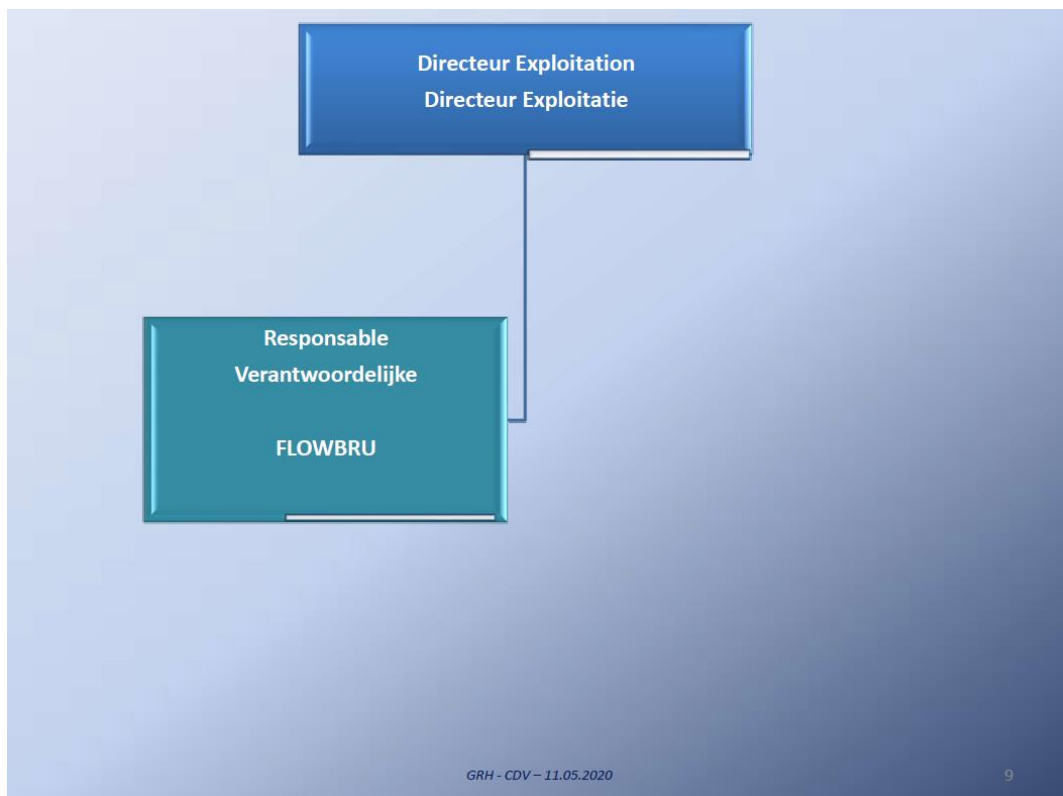 Directeur Exploitation
Directeur Exploitatie
Responsable
Verantwoordelijke
FLOWBRU
GRH - CDV – 11.05.2020
9